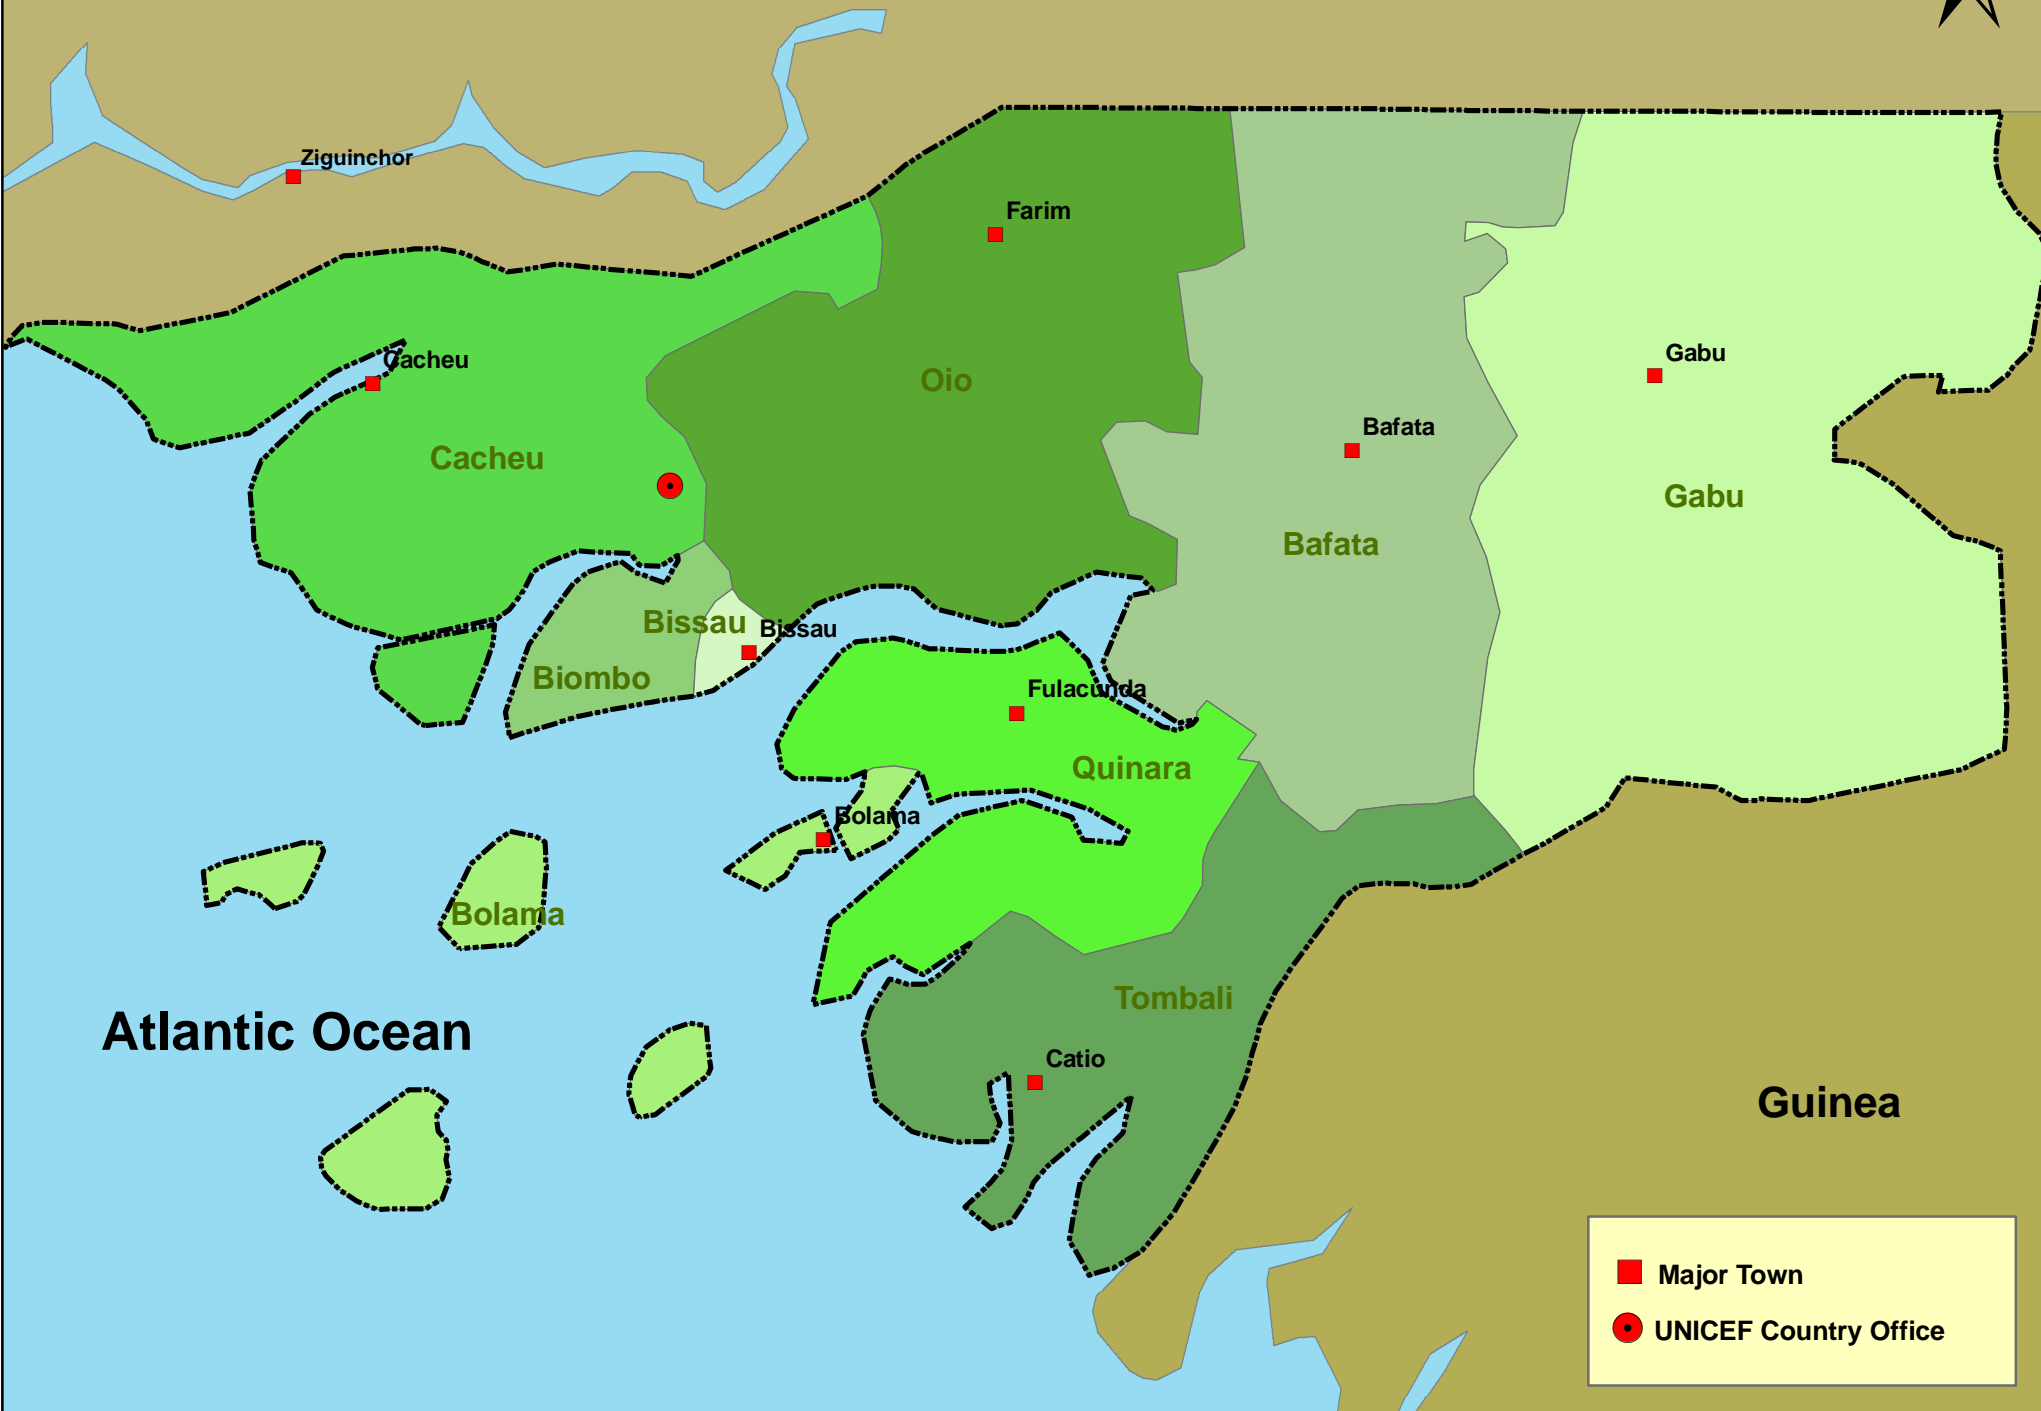 Ziguinchor
Farim
Cacheu
Gabu
Oio
Bafata
Cacheu
Gabu
Bafata
Bissau
Bissau
Biombo
Fulacunda
Quinara
Bolama
Bolama
Tombali
Atlantic Ocean
Catio
Guinea
Major Town
UNICEF Country Office